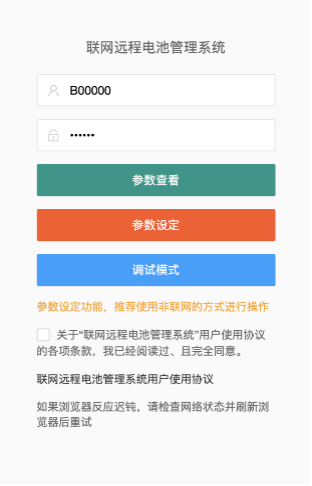 联网远程电池管理系统
B00000
••••••
参数查看
参数设定
调试模式
参数设定功能，推荐使用非联网的方式进行操作
关于“联网远程电池管理系统”用户使用协议
的各项条款，我已经阅读过、且完全同意。
联网远程电池管理系统用户使用协议
如果浏览器反应迟钝，请检查网络状态并刷新浏
览器后重试